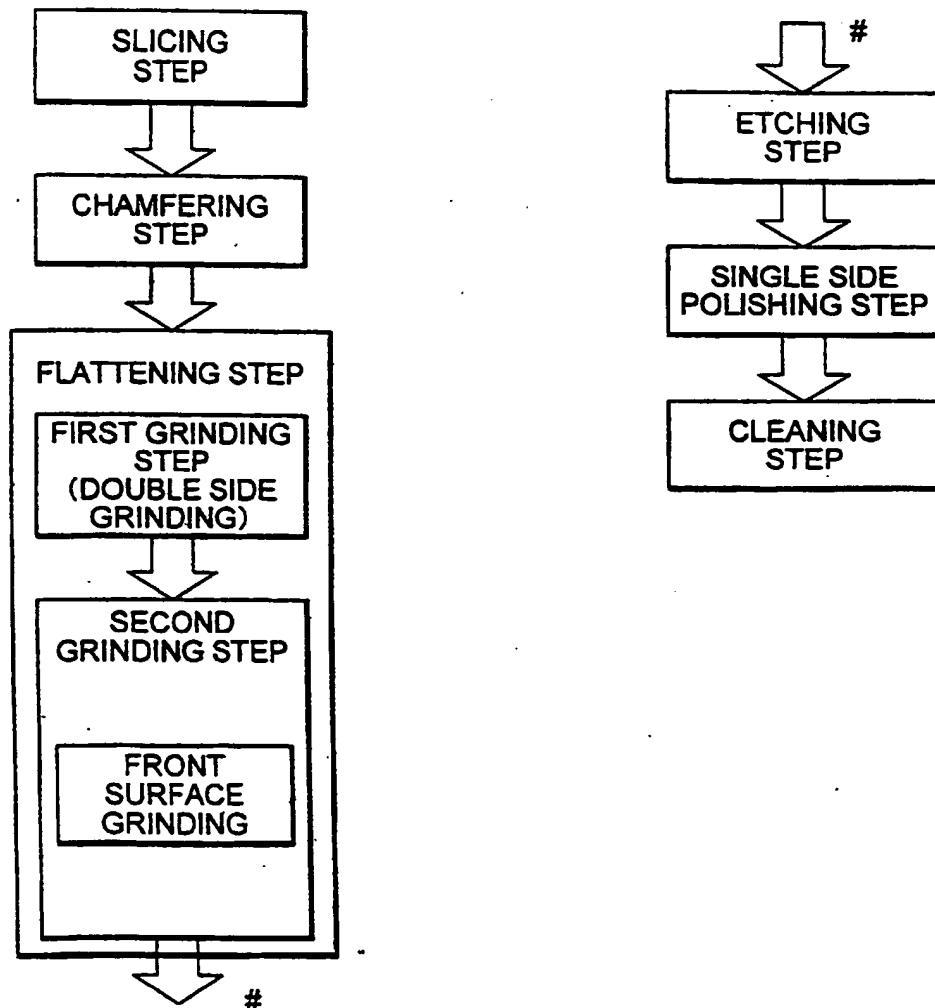 SLICING
STEP
CHAMFERING
STEP
FLATTENING STEP
FIRST GRINDING
STEP
(DOUBLE SIDE
GRINDING)
SECOND
GRINDING STEP
FRONT
SURFACE
GRINDING
#
#
ETCHING
STEP
SINGLE SIDE
POLISHING STEP
CLEANING
STEP